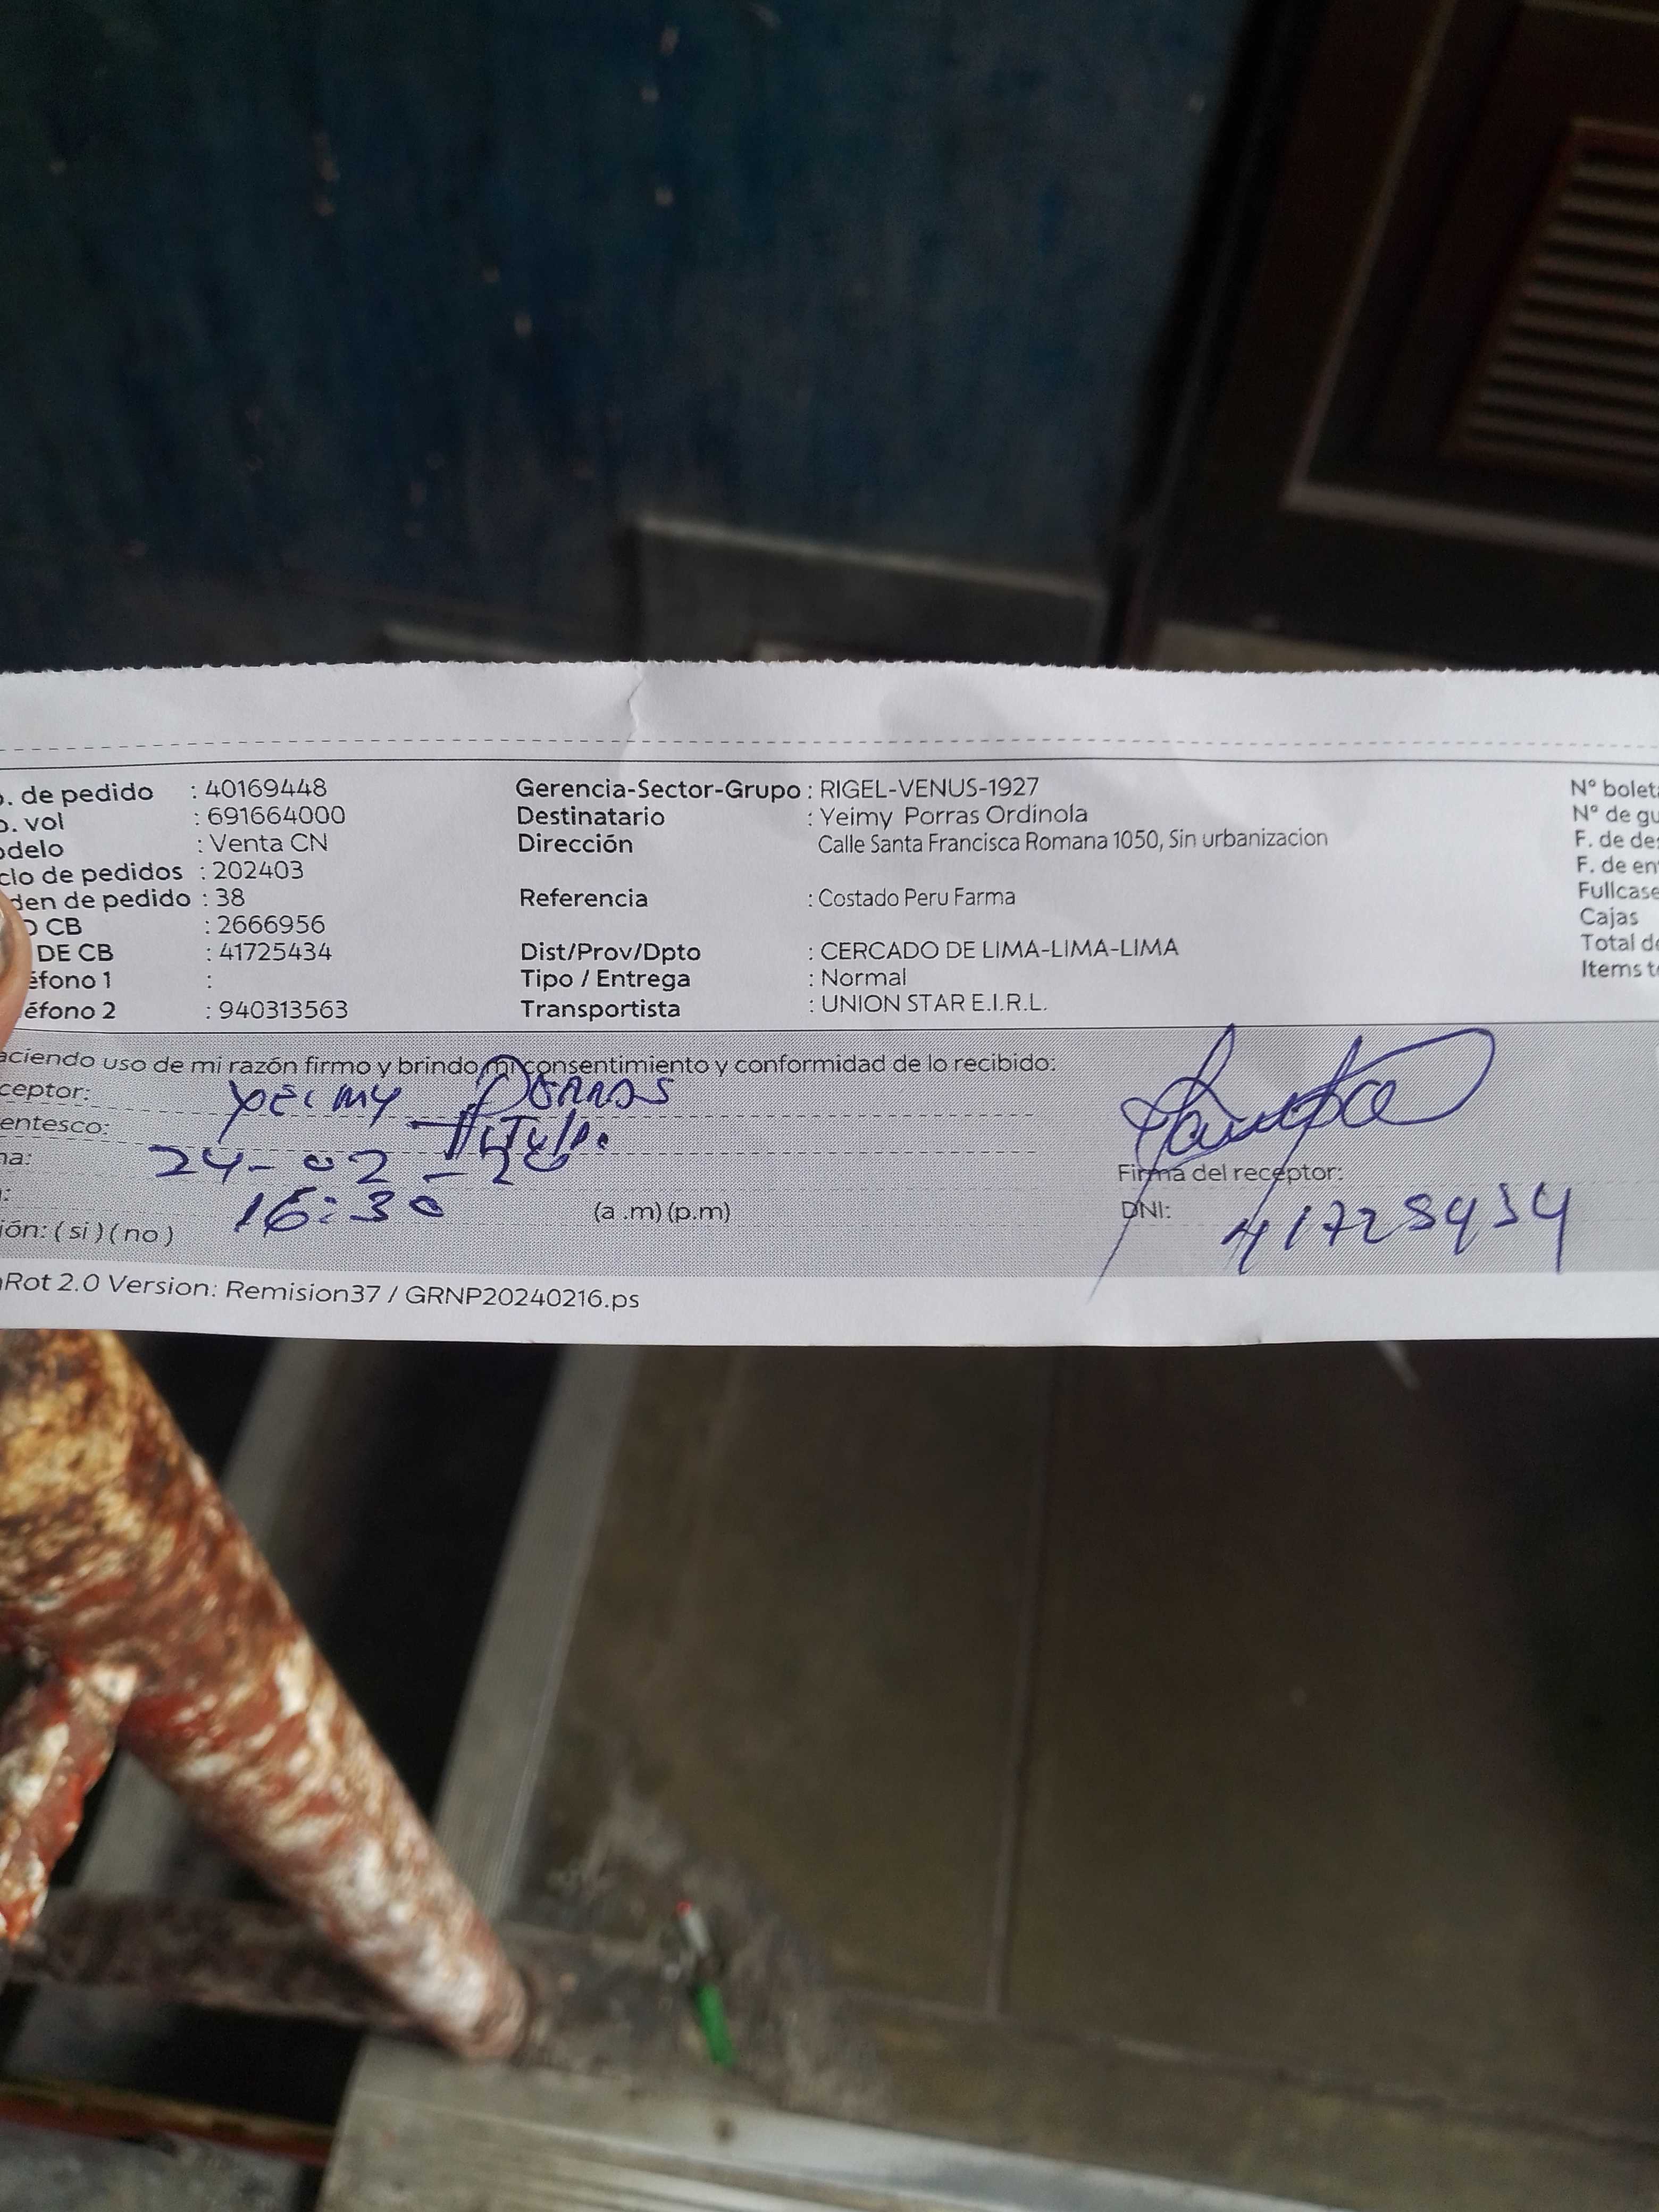 . de pedido : 40169448
. vol : 691664000
delo : Venta CN
clo de pedidos : 202403
den de pedido : 38
CB : 2666956
DE CB : 41725434
éfono 1 :
éfono 2 : 940313563
Gerencia-Sector-Grupo : RIGEL-VENUS-1927
Destinatario : Yeimy Porras Ordinola
Dirección Calle Santa Francisca Romana 1050, Sin urbanizacion
Referencia : Costado Peru Farma
Dist/Prov/Dpto : CERCADO DE LIMA-LIMA-LIMA
Tipo / Entrega : Normal
Transportista : UNION STAR E.I.R.L.
Nº bolet
Nº de gu
F. de de
F. de en
Fullcase
Cajas
Total d
Items t
aciendo uso de mi razón firmo y brindo mi consentimiento y conformidad de lo recibido:
ceptor: Yeimy Porras
entesco:
ha: 24-02-
: 16:30 (a .m) (p.m)
ión: ( si ) ( no )
Firma del receptor:
DNI: 41725434
Rot 2.0 Version: Remision37 / GRNP20240216.ps